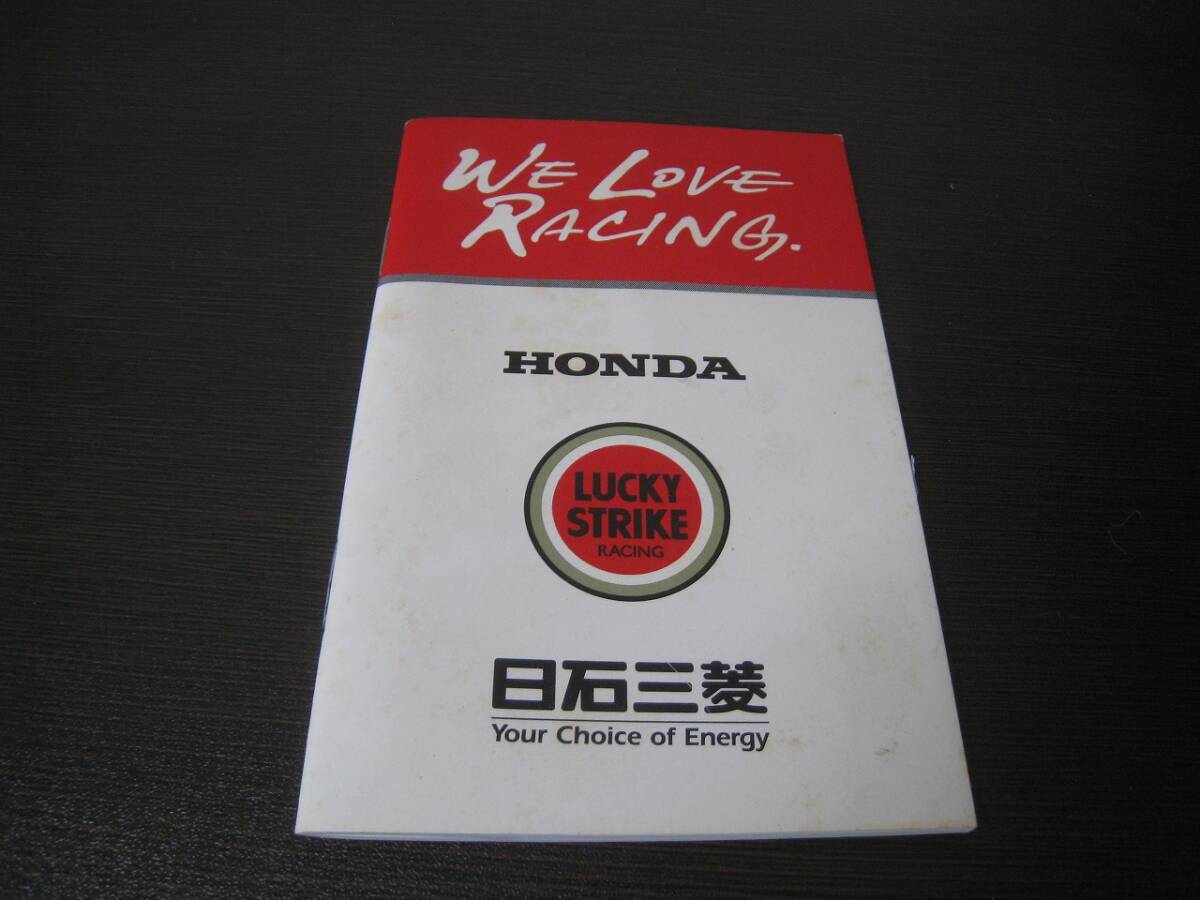 WE LOVE
RACING.
HONDA
LUCKY
STRIKE
RACING
日石三菱
Your Choice of Energy